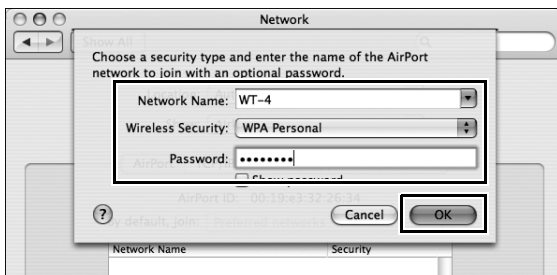 Network
Show All
Choose a security type and enter the name of the AirPort
network to join with an optional password.
Network Name: WT-4
Wireless Security: WPA Personal
Password: ••••••••
Show password
AirPort ID: 00:19:e3:32:26:34
By default, join: Preferred networks
? Cancel OK
Network Name Security